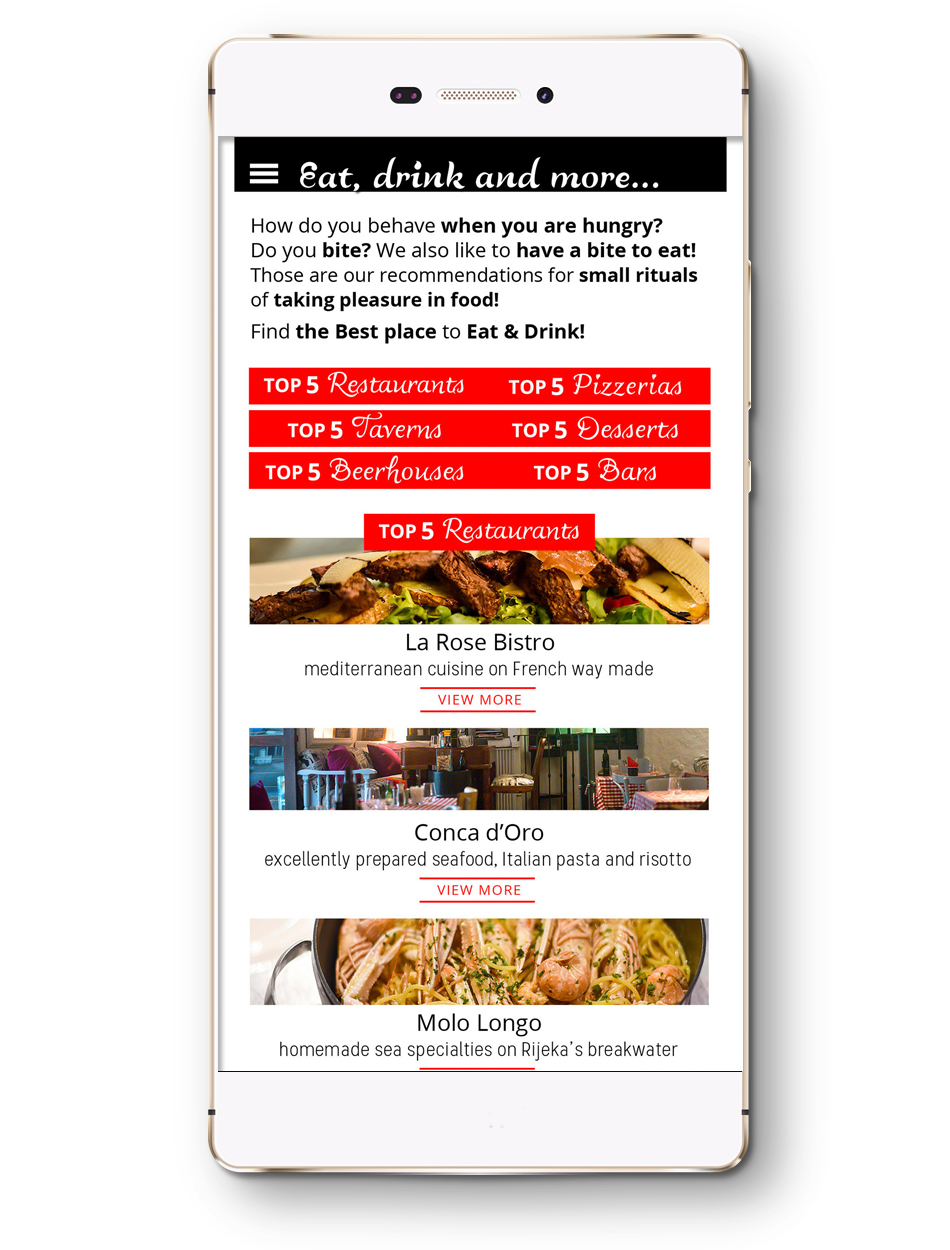 Eat, drink and more...
How do you behave when you are hungry?
Do you bite? We also like to have a bite to eat!
Those are our recommendations for small rituals
of taking pleasure in food!
Find the Best place to Eat & Drink!
TOP 5 Restaurants
TOP 5 Pizzerias
TOP 5 Taverns
TOP 5 Desserts
TOP 5 Beerhouses
TOP 5 Bars
TOP 5 Restaurants
La Rose Bistro
mediterranean cuisine on French way made
VIEW MORE
Conca d’Oro
excellently prepared seafood, Italian pasta and risotto
VIEW MORE
Molo Longo
homemade sea specialties on Rijeka’s breakwater